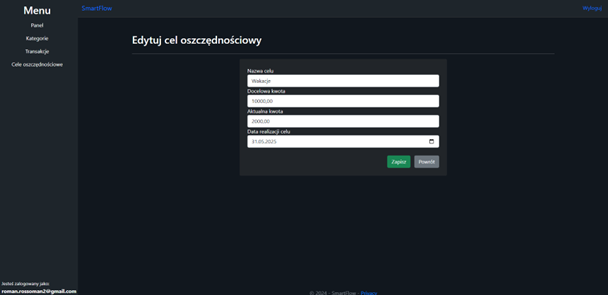 Menu
Panel
Kategorie
Transakcje
Cele oszczędnościowe
Jesteś zalogowany jako:
roman.rossoman2@gmail.com
SmartFlow
Wyloguj
Edytuj cel oszczędnościowy
Nazwa celu
Wakacje
Docelowa kwota
10000,00
Aktualna kwota
2000,00
Data realizacji celu
31.05.2025
Zapisz
Powrót
© 2024 - SmartFlow - Privacy